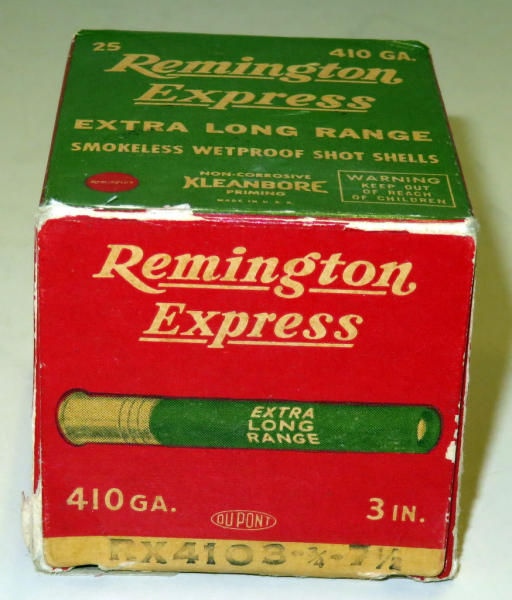 25
410 GA.
Remington
Express
EXTRA LONG RANGE
SMOKELESS WETPROOF SHOT SHELLS
Remington
NON-CORROSIVE
KLEANBORE
PRIMING
MADE IN U.S.A.
WARNING
KEEP OUT
OF REACH
OF CHILDREN
Remington
Express
EXTRA
LONG
RANGE
410 GA.
DU PONT
3 IN.
RX4103-¾-7½